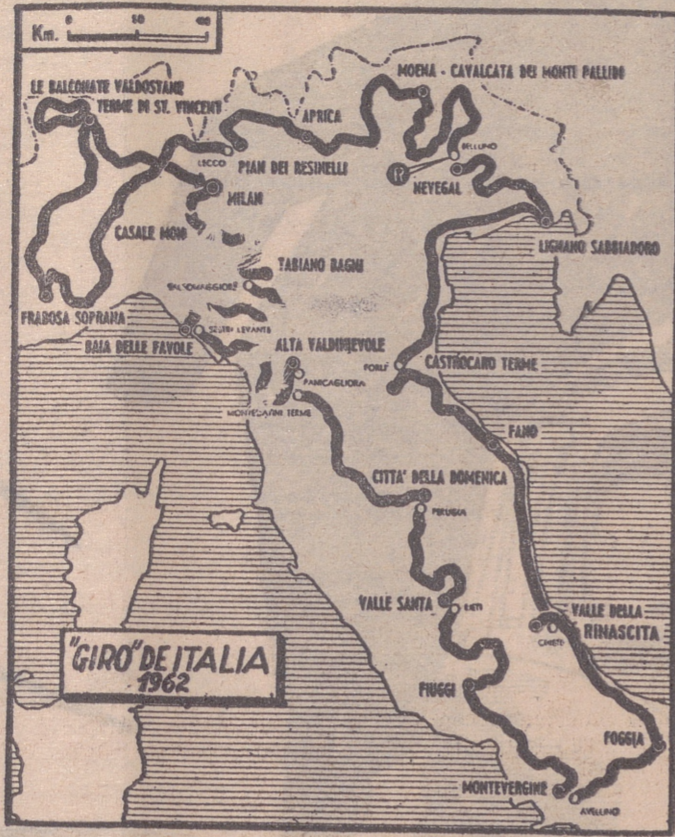 Km. 0 50 100
MOENA - CAVALCATA DEI MONTI PALLIDI
LE BALCONATE VALDOSTANE
TERME DI ST. VINCENT
APRICA
BELLUNO
LECCO
PIAN DEI RESINELLI
NEVEGAL
MILAN
CASALE MON
LIGNANO SABBIADORO
TABIANO BAGNI
SALSOMAGGIORE
FRABOSA SOPRANA
SESTRI LEVANTE
BAIA DELLE FAVOLE
ALTA VALDINIEVOLE
FORLI'
CASTROCARO TERME
PANICAGLIORA
MONTECATINI TERME
FANO
CITTA' DELLA DOMENICA
PERUGIA
VALLE SANTA
RIETI
VALLE DELLA
RINASCITA
"GIRO" DE ITALIA
1962
FIUGGI
FOGGIA
MONTEVERGINE
AVELLINO